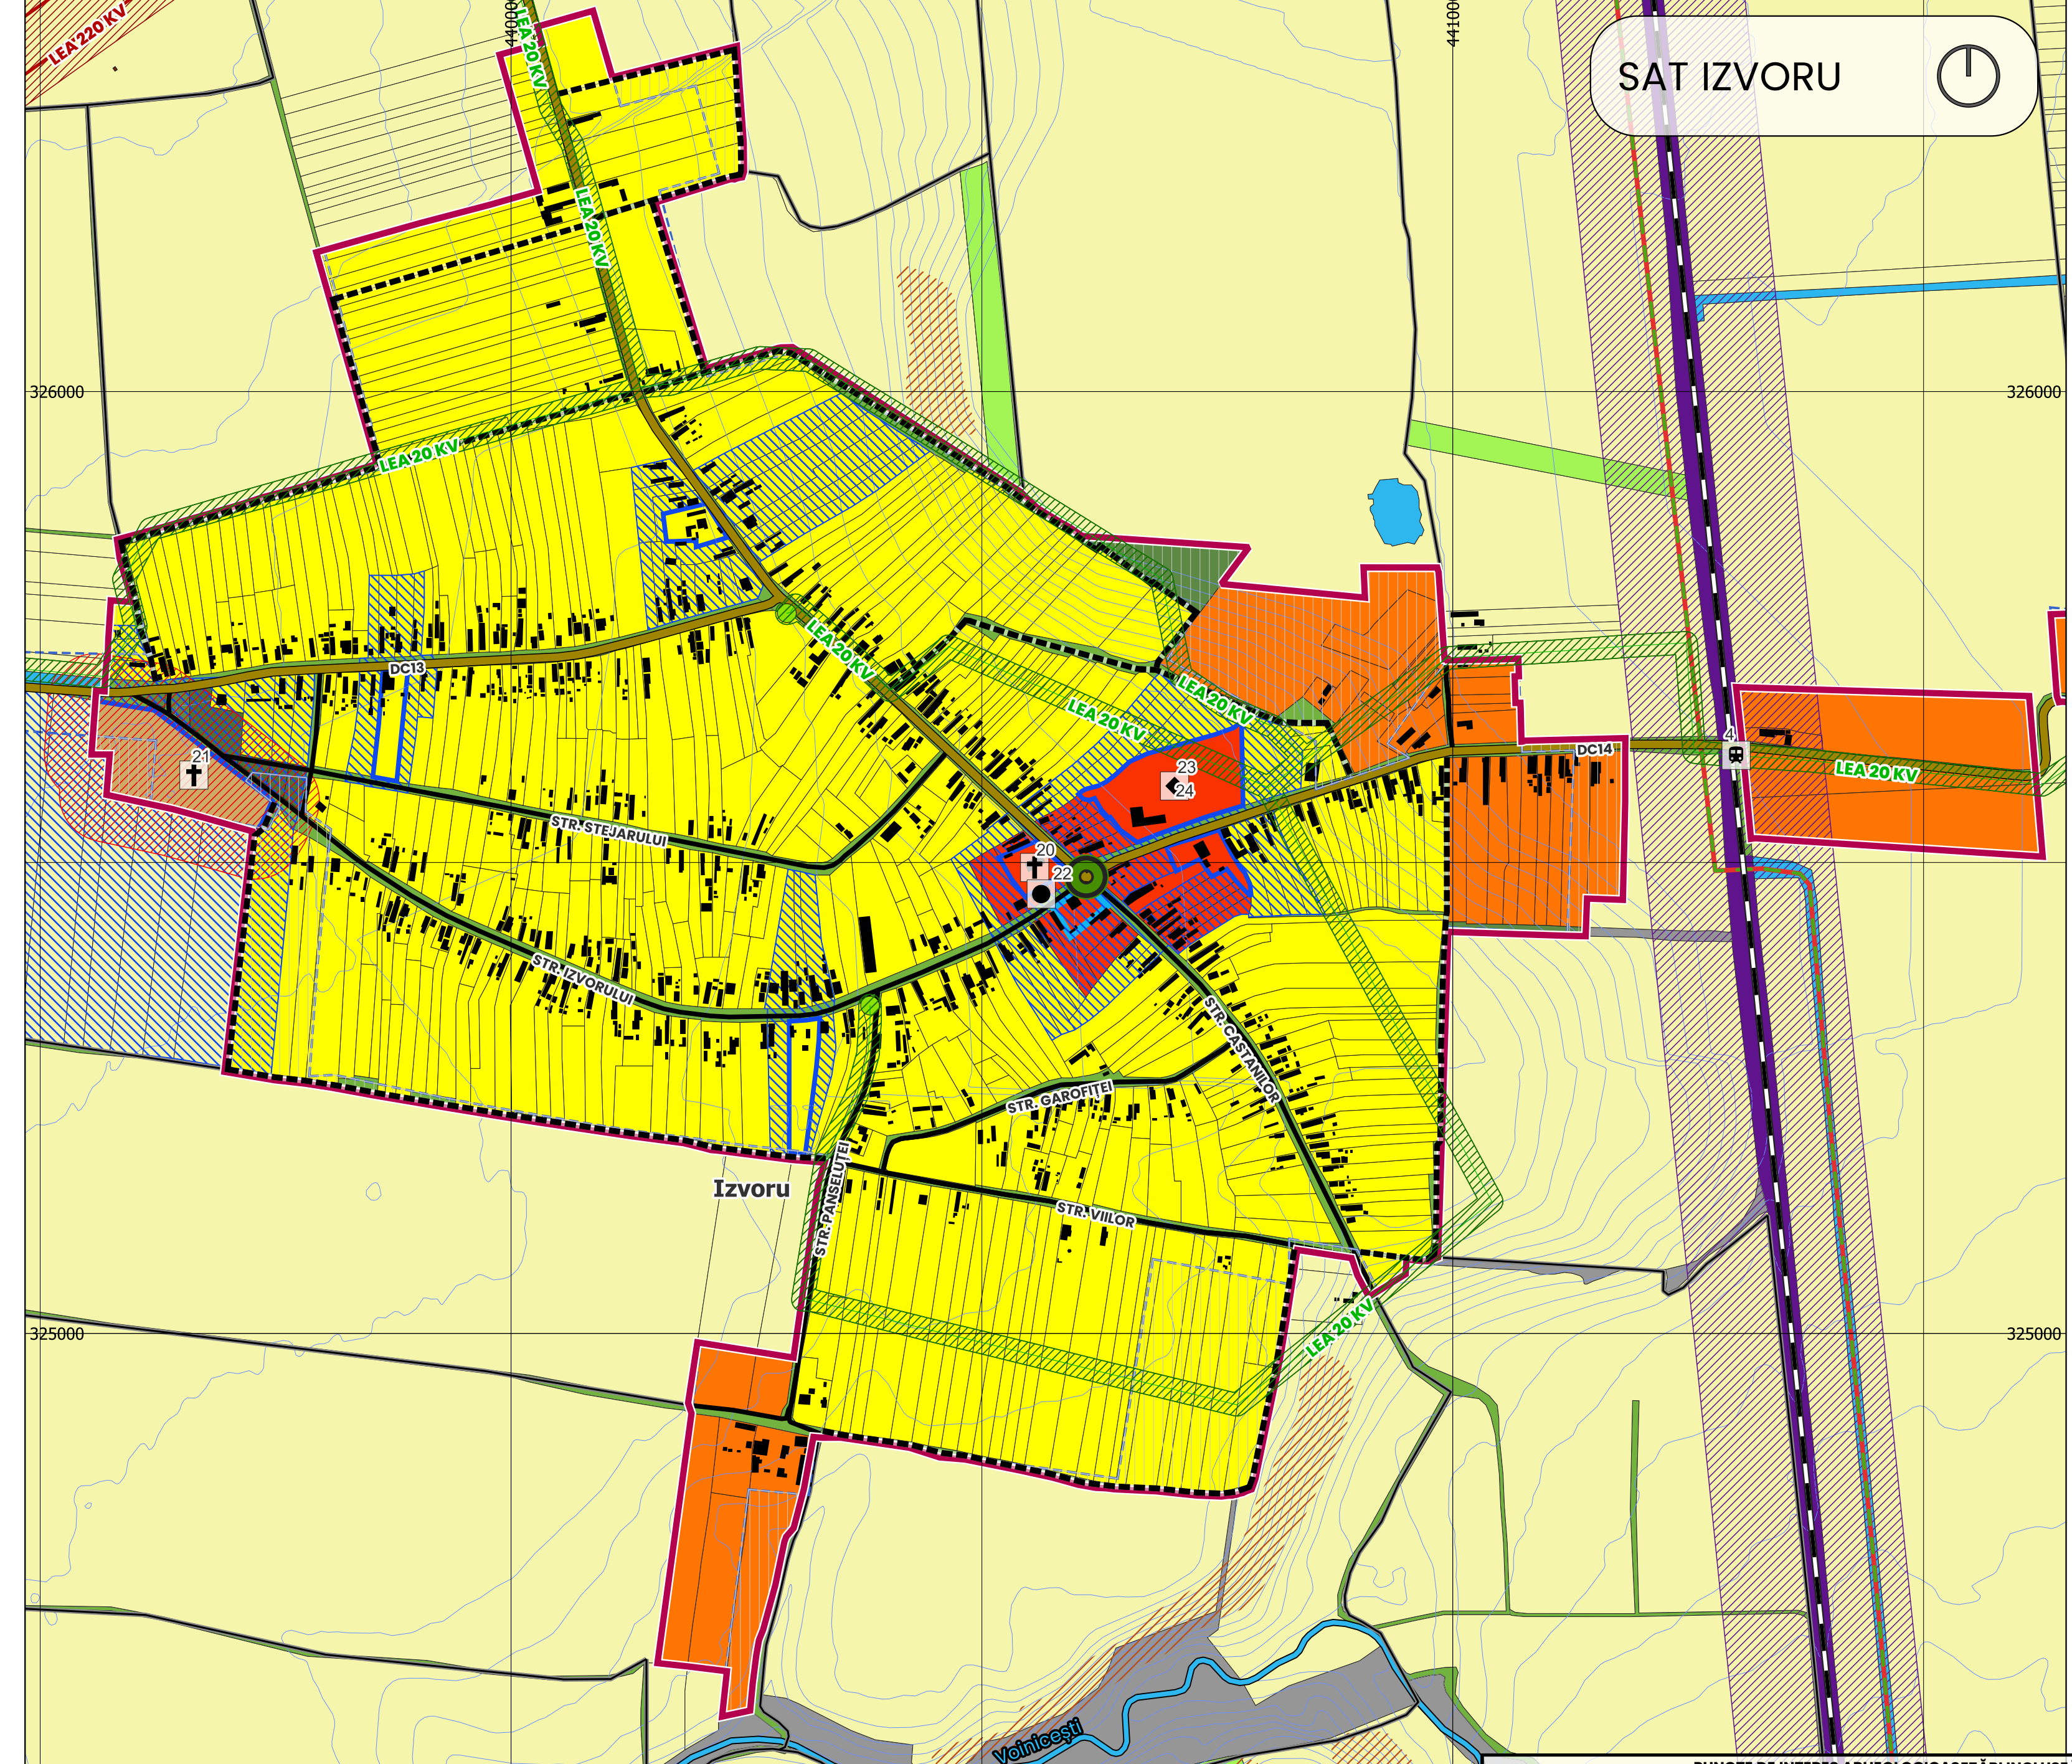 LEA 220 KV
44000
LEA 20 KV
41000
SAT IZVORU
LEA 20 KV
326000
326000
LEA 20 KV
LEA 20 KV
DC13
LEA 20 KV
LEA 20 KV
4
DC14
21
23
24
LEA 20 KV
STR. STEJARULUI
20
22
STR. IZVORULUI
STR. CASTANILOR
STR. GAROFIȚEI
Izvoru
STR. PANSELUȚEI
STR. VIILOR
LEA 20 KV
325000
325000
Voinicești